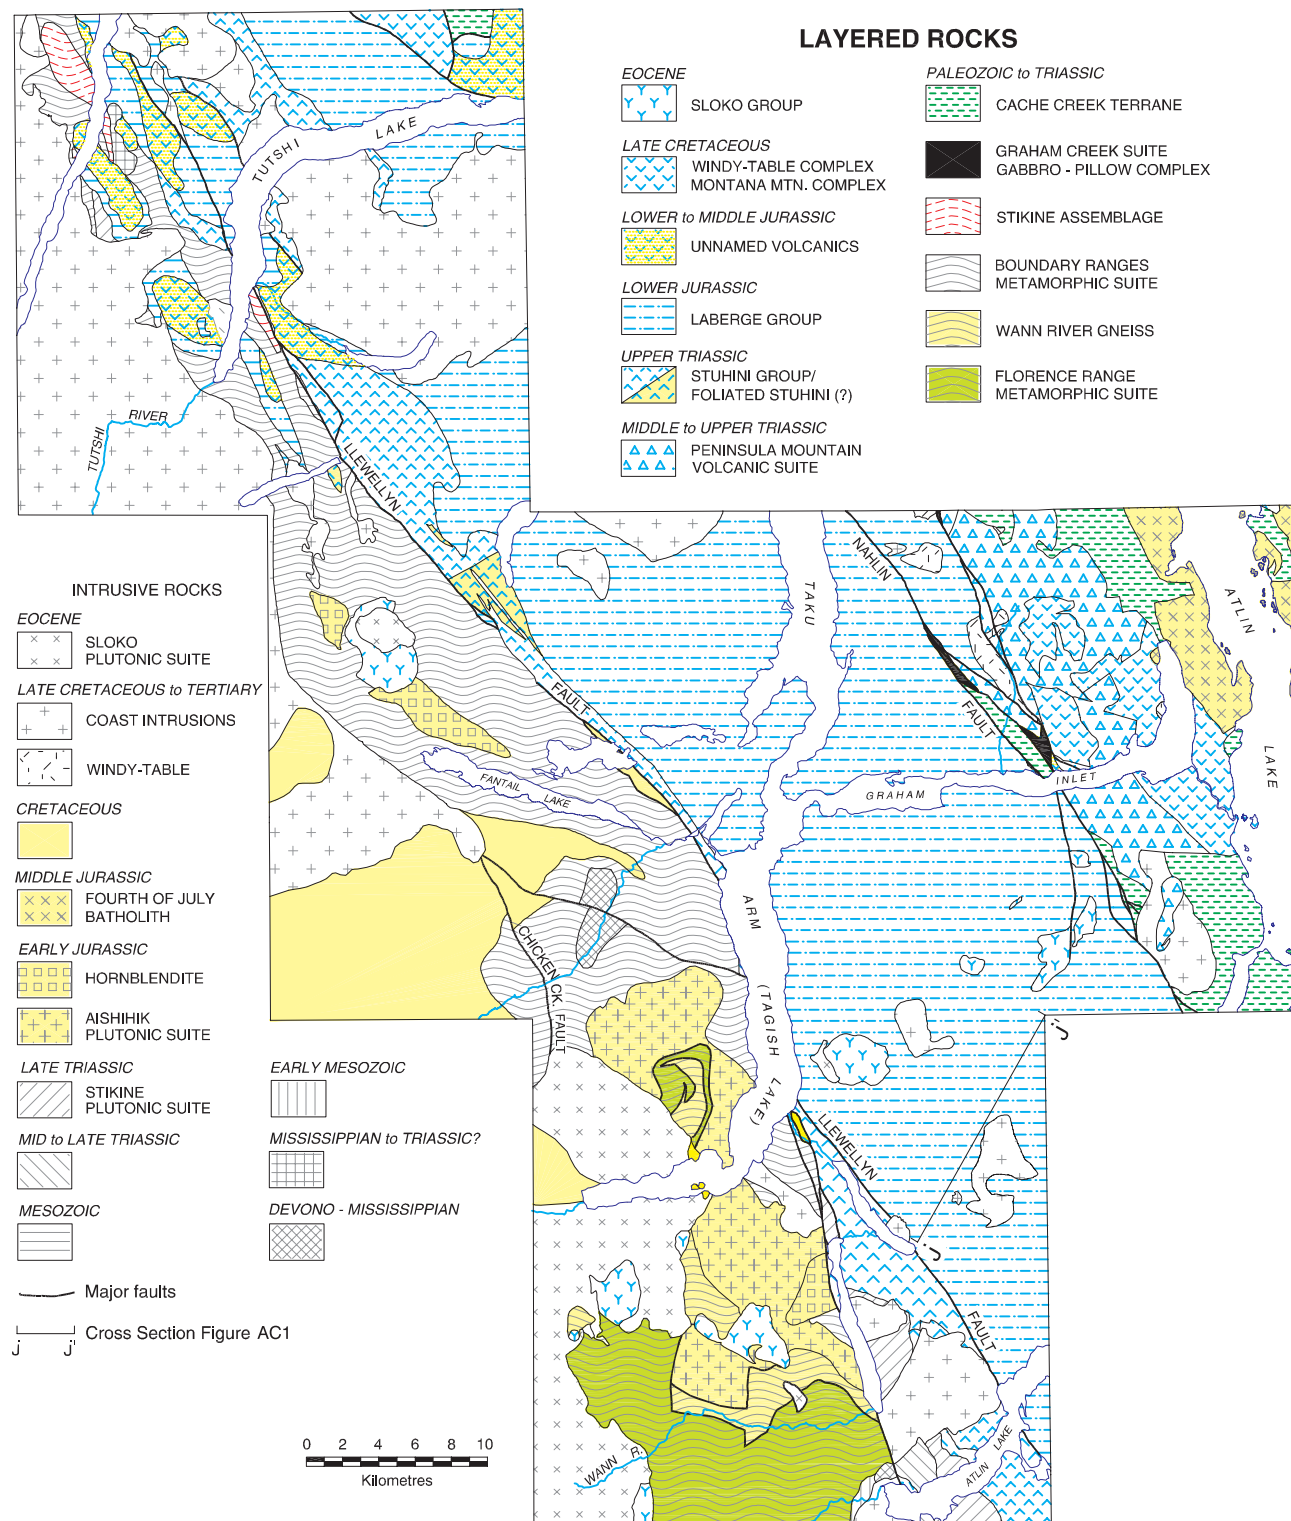 LAYERED ROCKS
EOCENE
SLOKO GROUP
LATE CRETACEOUS
WINDY-TABLE COMPLEX
MONTANA MTN. COMPLEX
LOWER to MIDDLE JURASSIC
UNNAMED VOLCANICS
LOWER JURASSIC
LABERGE GROUP
UPPER TRIASSIC
STUHINI GROUP/
FOLIATED STUHINI (?)
MIDDLE to UPPER TRIASSIC
PENINSULA MOUNTAIN
VOLCANIC SUITE
PALEOZOIC to TRIASSIC
CACHE CREEK TERRANE
GRAHAM CREEK SUITE
GABBRO - PILLOW COMPLEX
STIKINE ASSEMBLAGE
BOUNDARY RANGES
METAMORPHIC SUITE
WANN RIVER GNEISS
FLORENCE RANGE
METAMORPHIC SUITE
TUTSHI LAKE
TUTSHI RIVER
LLEWELLYN FAULT
NAHLIN FAULT
TAKU
ARM
(TAGISH LAKE)
ATLIN LAKE
GRAHAM INLET
FANTAIL LAKE
CHICKEN CK. FAULT
LLEWELLYN FAULT
J'
J
WANN R.
ATLIN LAKE
INTRUSIVE ROCKS
EOCENE
SLOKO
PLUTONIC SUITE
LATE CRETACEOUS to TERTIARY
COAST INTRUSIONS
WINDY-TABLE
CRETACEOUS
MIDDLE JURASSIC
FOURTH OF JULY
BATHOLITH
EARLY JURASSIC
HORNBLENDITE
AISHIHIK
PLUTONIC SUITE
LATE TRIASSIC
STIKINE
PLUTONIC SUITE
MID to LATE TRIASSIC
MESOZOIC
EARLY MESOZOIC
MISSISSIPPIAN to TRIASSIC?
DEVONO - MISSISSIPPIAN
Major faults
J J' Cross Section Figure AC1
0 2 4 6 8 10
Kilometres